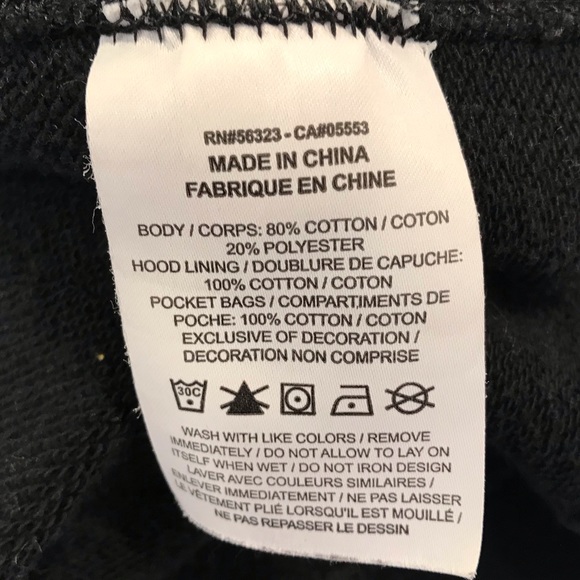 RN#56323 - CA#05553
MADE IN CHINA
FABRIQUE EN CHINE
BODY / CORPS: 80% COTTON / COTON
20% POLYESTER
HOOD LINING / DOUBLURE DE CAPUCHE:
100% COTTON / COTON
POCKET BAGS / COMPARTIMENTS DE
POCHE: 100% COTTON / COTON
EXCLUSIVE OF DECORATION /
DECORATION NON COMPRISE
30C
WASH WITH LIKE COLORS / REMOVE
IMMEDIATELY / DO NOT ALLOW TO LAY ON
ITSELF WHEN WET / DO NOT IRON DESIGN
LAVER AVEC COULEURS SIMILAIRES /
ENLEVER IMMEDIATEMENT / NE PAS LAISSER
LE VÊTEMENT PLIÉ LORSQU'IL EST MOUILLÉ /
NE PAS REPASSER LE DESSIN